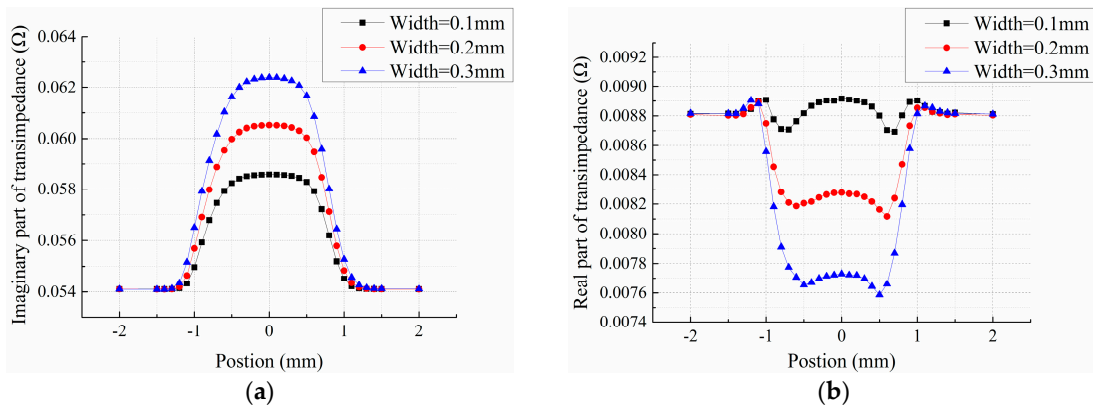 Width=0.1mm
Width=0.2mm
Width=0.3mm
0.064
0.062
0.060
0.058
0.056
0.054
Imaginary part of transimpedance (Ω)
-2
-1
0
1
2
Postion (mm)
(a)
Width=0.1mm
Width=0.2mm
Width=0.3mm
0.0092
0.0090
0.0088
0.0086
0.0084
0.0082
0.0080
0.0078
0.0076
0.0074
Real part of transimpedance (Ω)
-2
-1
0
1
2
Postion (mm)
(b)